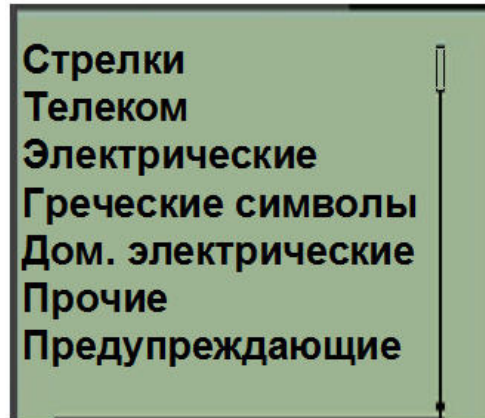 Стрелки
Телеком
Электрические
Греческие символы
Дом. электрические
Прочие
Предупреждающие